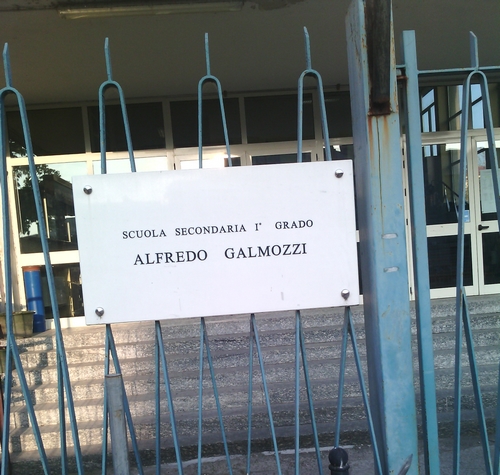 SCUOLA SECONDARIA I° GRADO
ALFREDO GALMOZZI